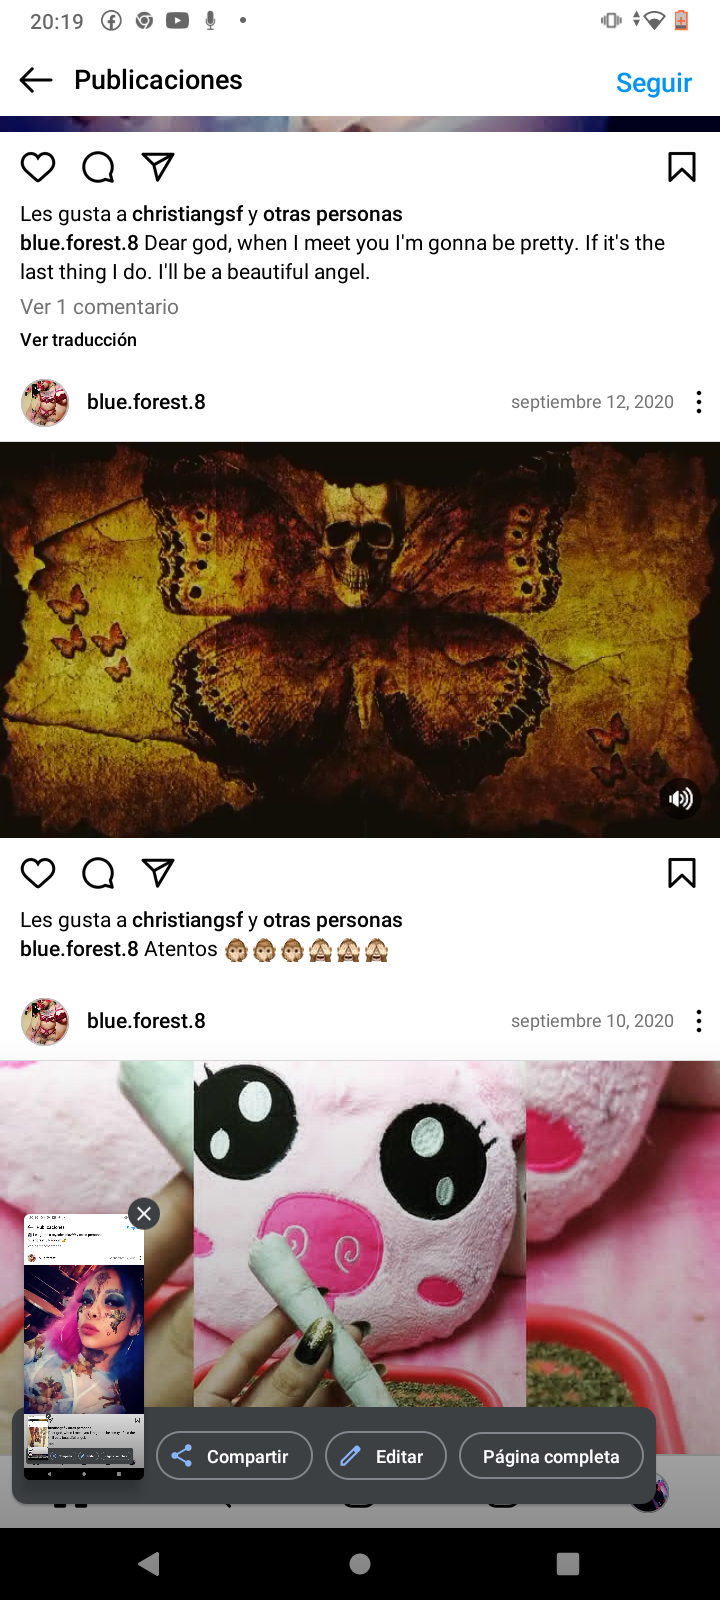 20:19
Publicaciones
Seguir
Les gusta a christiangsf y otras personas
blue.forest.8 Dear god, when I meet you I'm gonna be pretty. If it's the
last thing I do. I'll be a beautiful angel.
Ver 1 comentario
Ver traducción
blue.forest.8
septiembre 12, 2020
Les gusta a christiangsf y otras personas
blue.forest.8 Atentos 🙊🙊🙊🙈🙈🙈
blue.forest.8
septiembre 10, 2020
Publicaciones
Compartir
Editar
Página completa